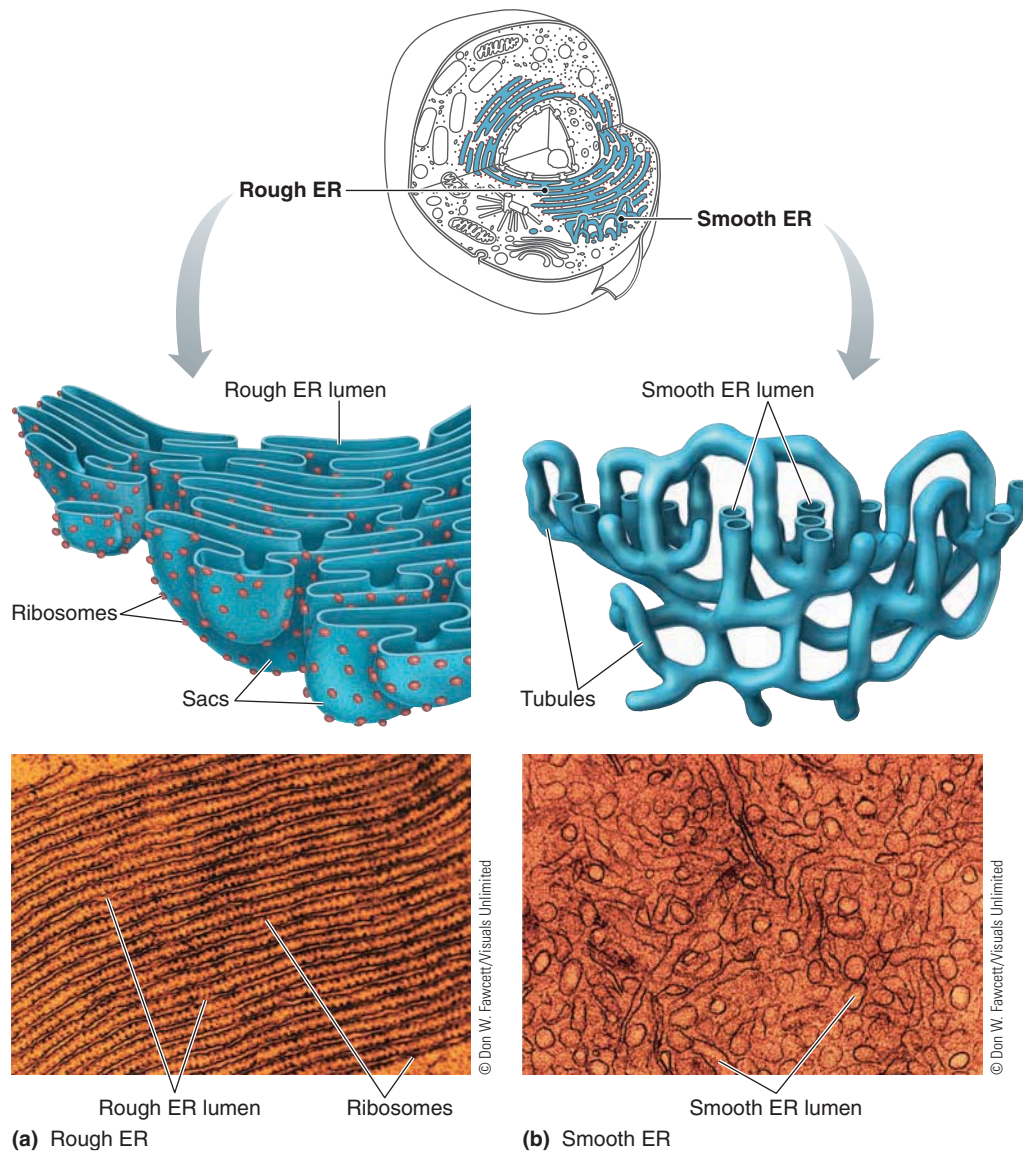 Rough ER
Smooth ER
Rough ER lumen
Ribosomes
Sacs
Smooth ER lumen
Tubules
© Don W. Fawcett/Visuals Unlimited
Rough ER lumen
Ribosomes
(a) Rough ER
© Don W. Fawcett/Visuals Unlimited
Smooth ER lumen
(b) Smooth ER